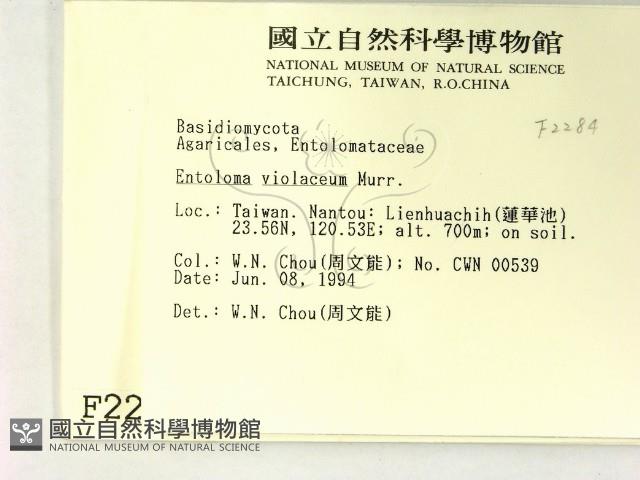 國立自然科學博物館
NATIONAL MUSEUM OF NATURAL SCIENCE
TAICHUNG, TAIWAN, R.O.CHINA
F2284
Basidiomycota
Agaricales, Entolomataceae
Entoloma violaceum Murr.
Loc.: Taiwan. Nantou: Lienhuachih(蓮華池)
23.56N, 120.53E; alt. 700m; on soil.
Col.: W.N. Chou(周文能); No. CWN 00539
Date: Jun. 08, 1994
Det.: W.N. Chou(周文能)
F22
國立自然科學博物館
NATIONAL MUSEUM OF NATURAL SCIENCE